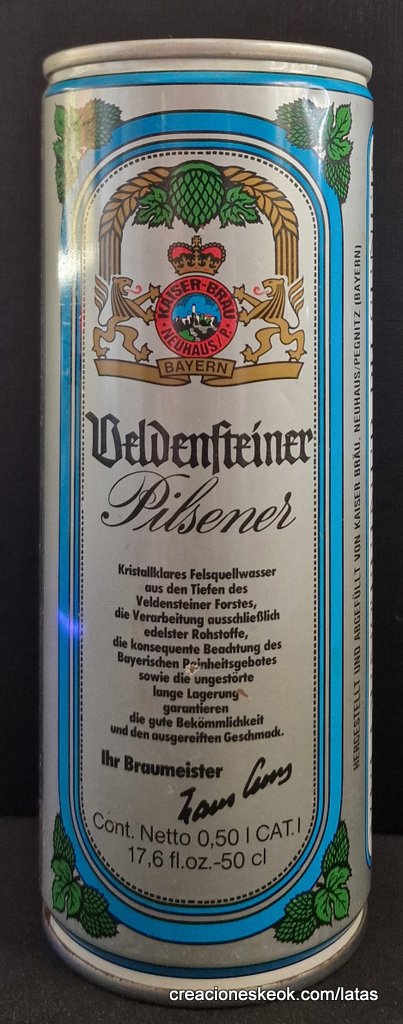 KAISER-BRÄU
NEUHAUS/P.
BAYERN
Veldensteiner
Pilsener
Kristallklares Felsquellwasser
aus den Tiefen des
Veldensteiner Forstes,
die Verarbeitung ausschließlich
edelster Rohstoffe,
die konsequente Beachtung des
Bayerischen Reinheitsgebotes
sowie die ungestörte
lange Lagerung
garantieren
die gute Bekömmlichkeit
und den ausgereiften Geschmack.
Ihr Braumeister
Cont. Netto 0,50 l CAT.I
17,6 fl.oz.-50 cl
HERGESTELLT UND ABGEFÜLLT VON KAISER BRÄU, NEUHAUS/PEGNITZ (BAYERN)
creacioneskeok.com/latas